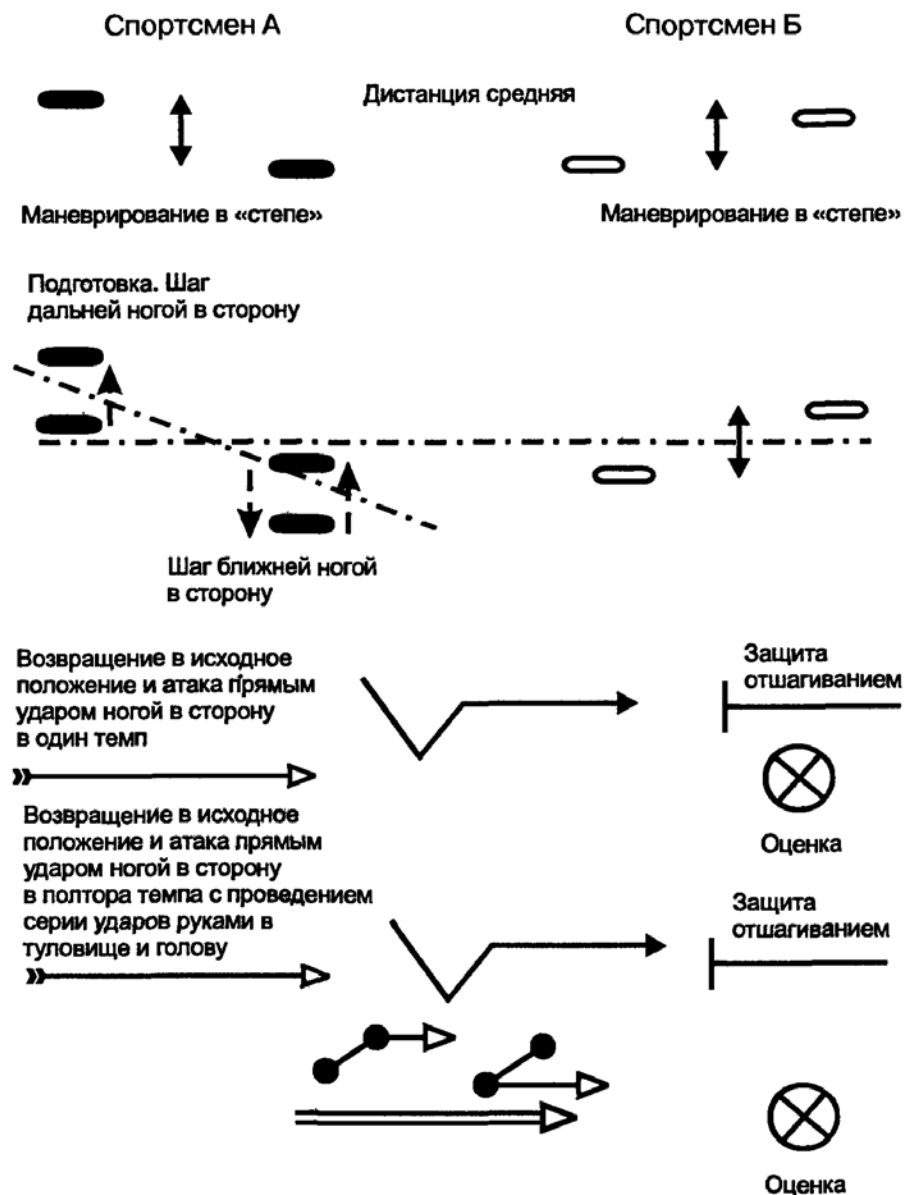 Спортсмен А
Спортсмен Б
Дистанция средняя
Маневрирование в «степе»
Маневрирование в «степе»
Подготовка. Шаг
дальней ногой в сторону
Шаг ближней ногой
в сторону
Возвращение в исходное
положение и атака прямым
ударом ногой в сторону
в один темп
Защита
отшагиванием
Оценка
Возвращение в исходное
положение и атака прямым
ударом ногой в сторону
в полтора темпа с проведением
серии ударов руками в
туловище и голову
Защита
отшагиванием
Оценка